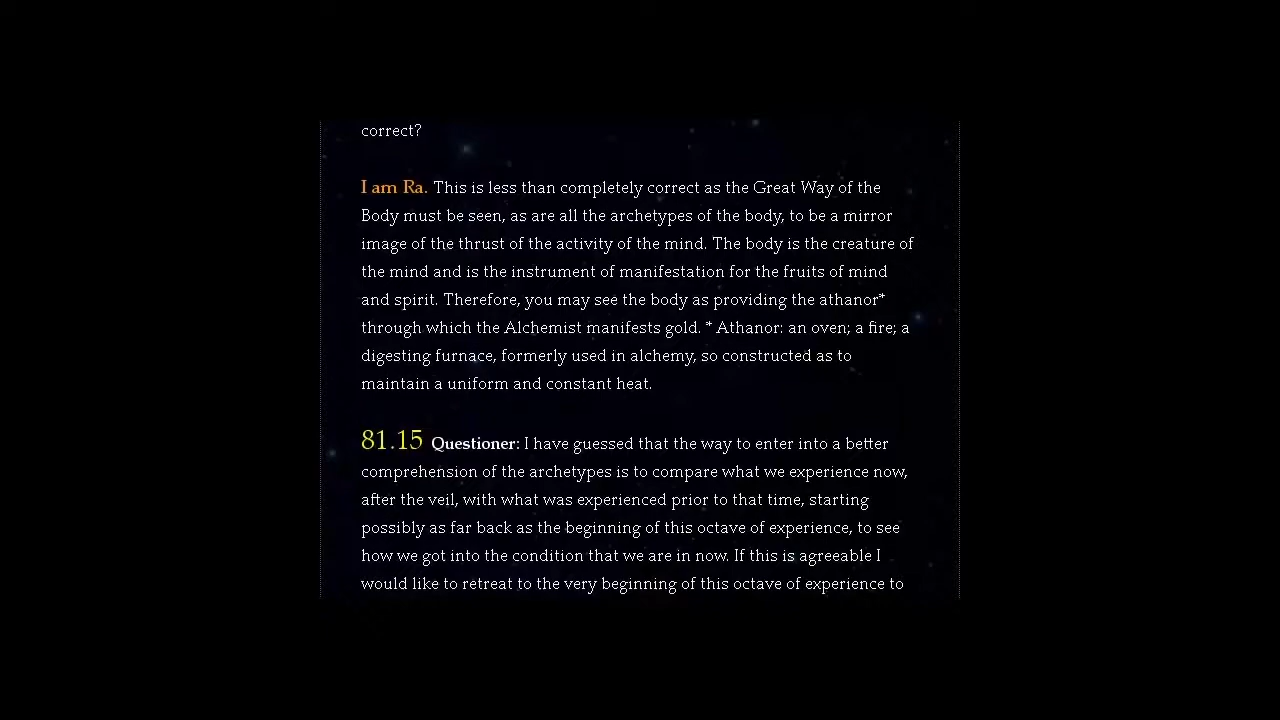 correct?
I am Ra. This is less than completely correct as the Great Way of the
Body must be seen, as are all the archetypes of the body, to be a mirror
image of the thrust of the activity of the mind. The body is the creature of
the mind and is the instrument of manifestation for the fruits of mind
and spirit. Therefore, you may see the body as providing the athanor*
through which the Alchemist manifests gold. * Athanor: an oven; a fire; a
digesting furnace, formerly used in alchemy, so constructed as to
maintain a uniform and constant heat.
81.15 Questioner: I have guessed that the way to enter into a better
comprehension of the archetypes is to compare what we experience now,
after the veil, with what was experienced prior to that time, starting
possibly as far back as the beginning of this octave of experience, to see
how we got into the condition that we are in now. If this is agreeable I
would like to retreat to the very beginning of this octave of experience to